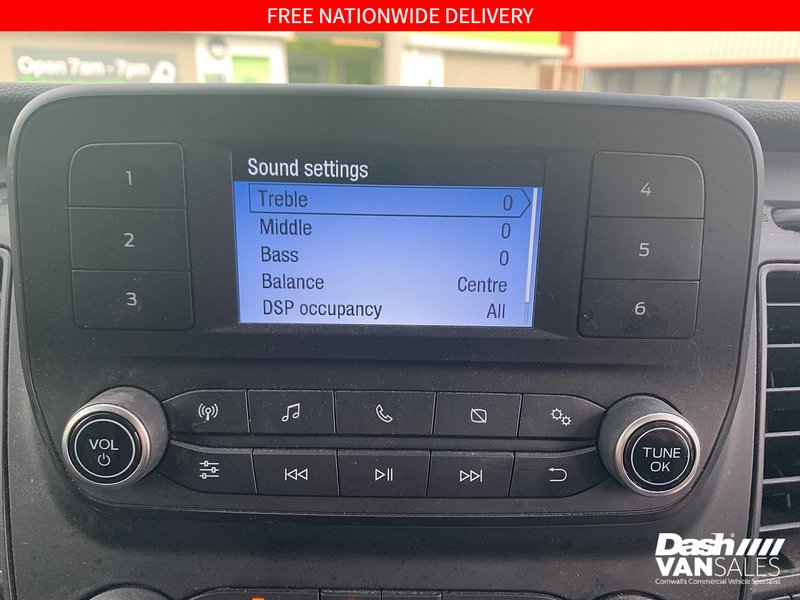 FREE NATIONWIDE DELIVERY
Open 7am - 7pm
Sound settings
Treble 0
Middle 0
Bass 0
Balance Centre
DSP occupancy All
1
2
3
4
5
6
VOL
TUNE
OK
Dash
VANSALES
Cornwall's Commercial Vehicle Specialist